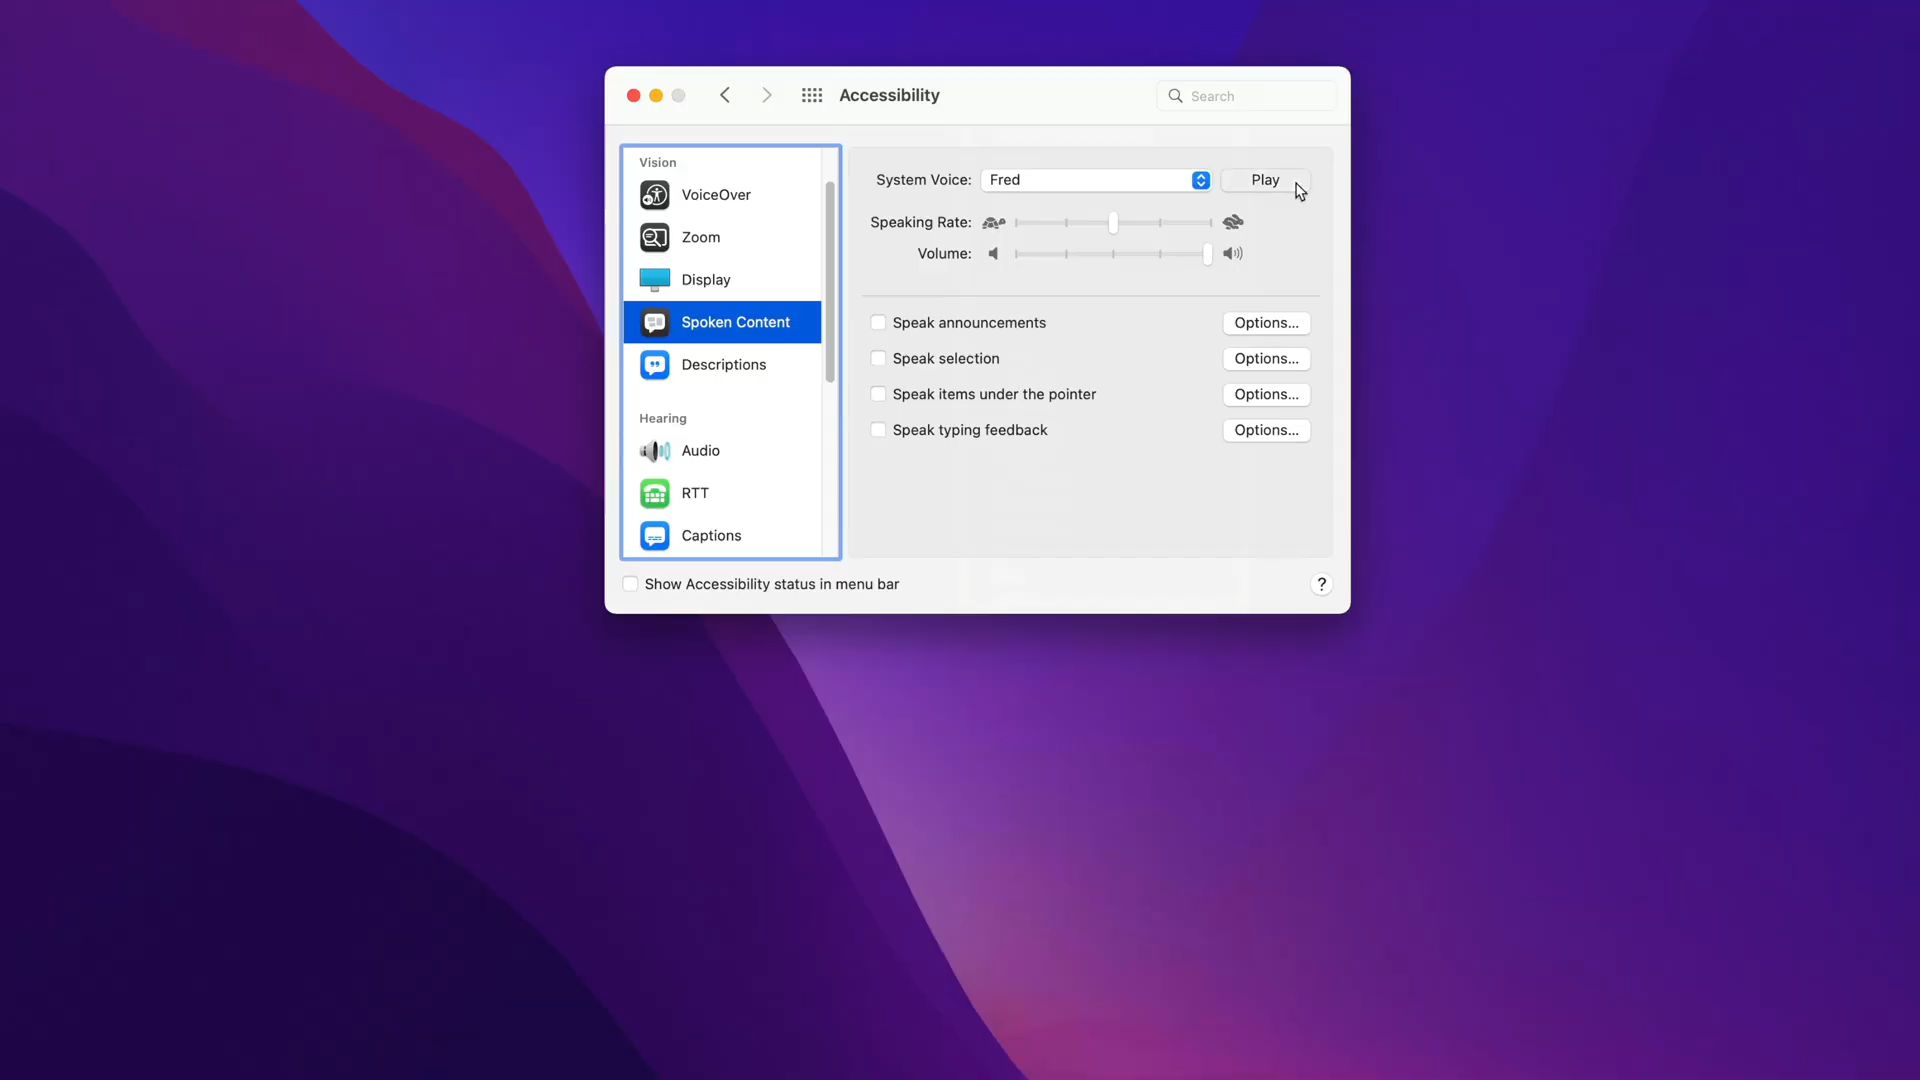 Accessibility
Search
Vision
VoiceOver
Zoom
Display
Spoken Content
Descriptions
Hearing
Audio
RTT
Captions
System Voice: Fred Play
Speaking Rate:
Volume:
Speak announcements Options...
Speak selection Options...
Speak items under the pointer Options...
Speak typing feedback Options...
Show Accessibility status in menu bar ?